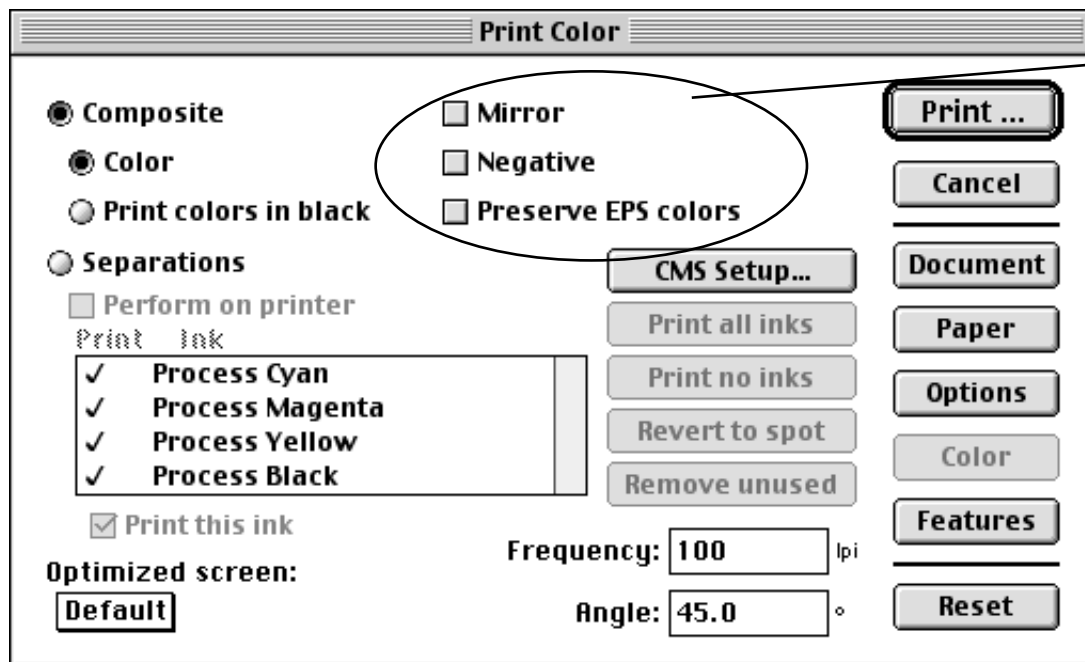 Print Color
Composite
Mirror
Print ...
Color
Negative
Cancel
Print colors in black
Preserve EPS colors
Separations
CMS Setup...
Document
Perform on printer
Print all inks
Paper
Print Ink
Process Cyan
Print no inks
Process Magenta
Options
Process Yellow
Revert to spot
Color
Process Black
Remove unused
Print this ink
Features
Frequency: 100 lpi
Optimized screen:
Default
Angle: 45.0 °
Reset